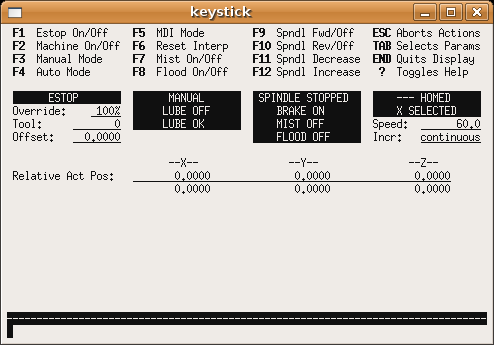 keystick
F1 Estop On/Off F5 MDI Mode F9 Spndl Fwd/Off ESC Aborts Actions
F2 Machine On/Off F6 Reset Interp F10 Spndl Rev/Off TAB Selects Params
F3 Manual Mode F7 Mist On/Off F11 Spndl Decrease END Quits Display
F4 Auto Mode F8 Flood On/Off F12 Spndl Increase ? Toggles Help
ESTOP MANUAL SPINDLE STOPPED --- HOMED
Override: 100% LUBE OFF BRAKE ON X SELECTED
Tool: 0 LUBE OK MIST OFF Speed: 60.0
Offset: 0.0000 FLOOD OFF Incr: continuous
--X-- --Y-- --Z--
Relative Act Pos: 0.0000 0.0000 0.0000
0.0000 0.0000 0.0000